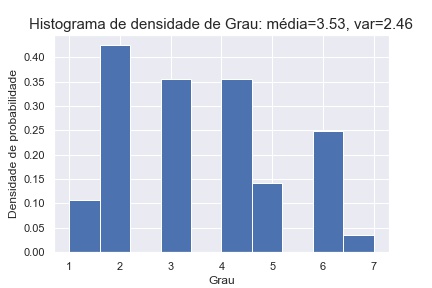 Histograma de densidade de Grau: média=3.53, var=2.46
0.40
0.35
0.30
0.25
0.20
0.15
0.10
0.05
0.00
Densidade de probabilidade
1 2 3 4 5 6 7
Grau